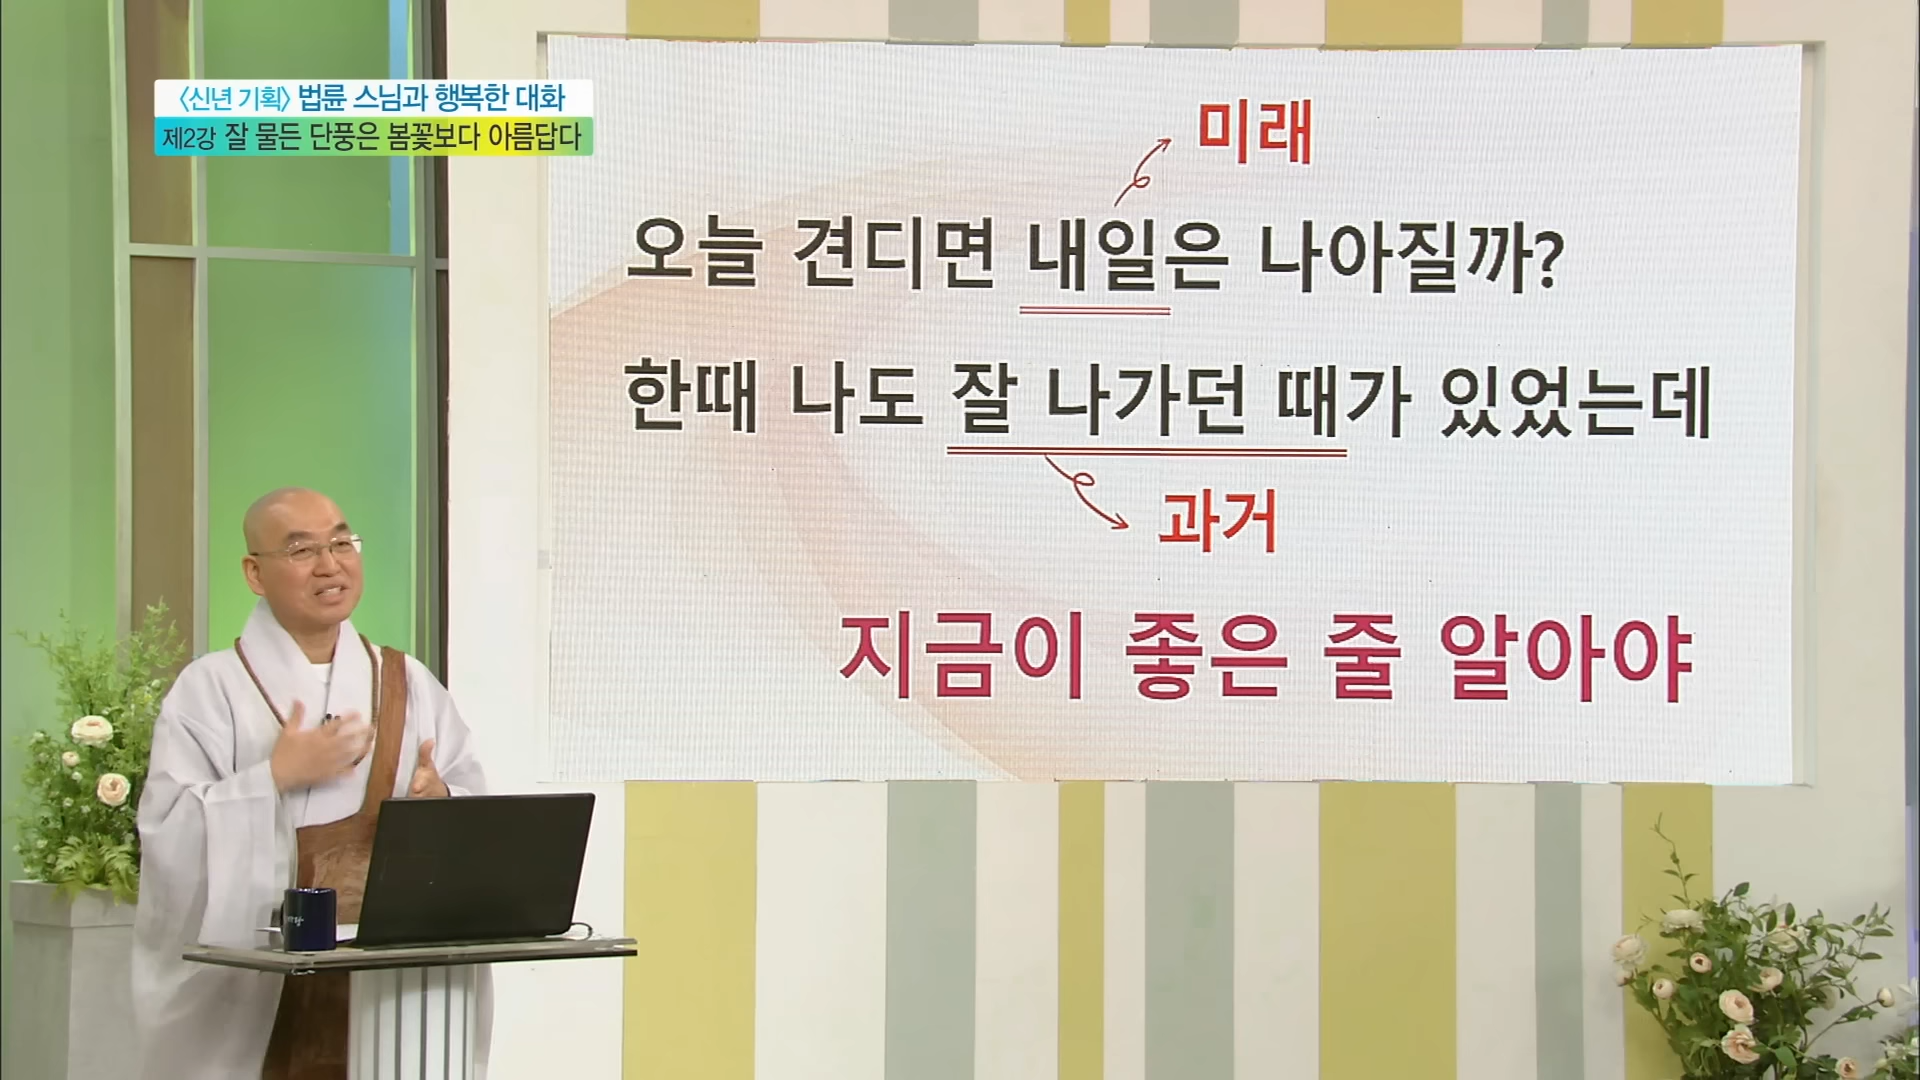 <신년 기획> 법륜 스님과 행복한 대화
제2강 잘 물든 단풍은 봄꽃보다 아름답다
미래
오늘 견디면 내일은 나아질까?
한때 나도 잘 나가던 때가 있었는데
과거
지금이 좋은 줄 알아야